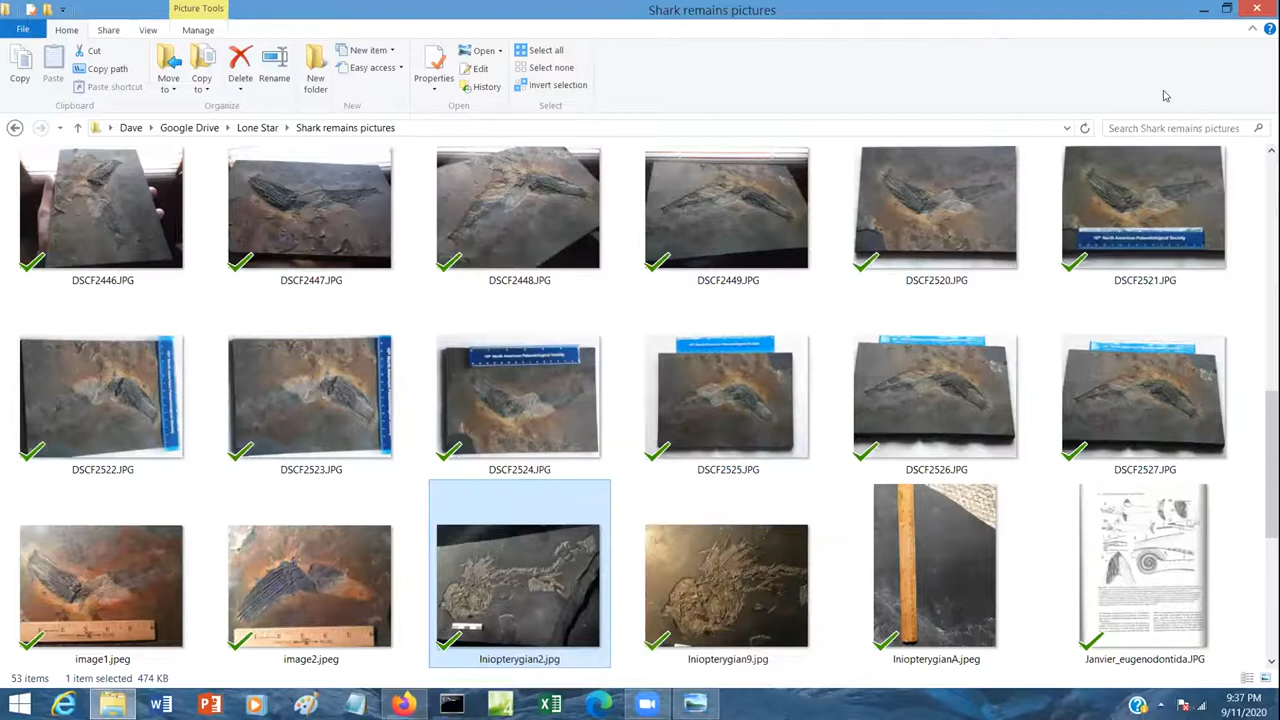 Picture Tools
Shark remains pictures
File
Home
Share
View
Manage
Copy
Paste
Cut
Copy path
Paste shortcut
Clipboard
Move to
Copy to
Delete
Rename
Organize
New folder
New item
Easy access
New
Properties
Open
Edit
History
Open
Select all
Select none
Invert selection
Select
Dave
Google Drive
Lone Star
Shark remains pictures
Search Shark remains pictures
DSCF2446.JPG
DSCF2447.JPG
DSCF2448.JPG
DSCF2449.JPG
DSCF2520.JPG
10th North American Paleontological Society
DSCF2521.JPG
DSCF2522.JPG
DSCF2523.JPG
DSCF2524.JPG
DSCF2525.JPG
DSCF2526.JPG
DSCF2527.JPG
image1.jpeg
image2.jpeg
Iniopterygian2.jpg
Iniopterygian9.jpg
IniopterygianA.jpeg
Janvier_eugenodontida.JPG
53 items
1 item selected 474 KB
9:37 PM
9/11/2020